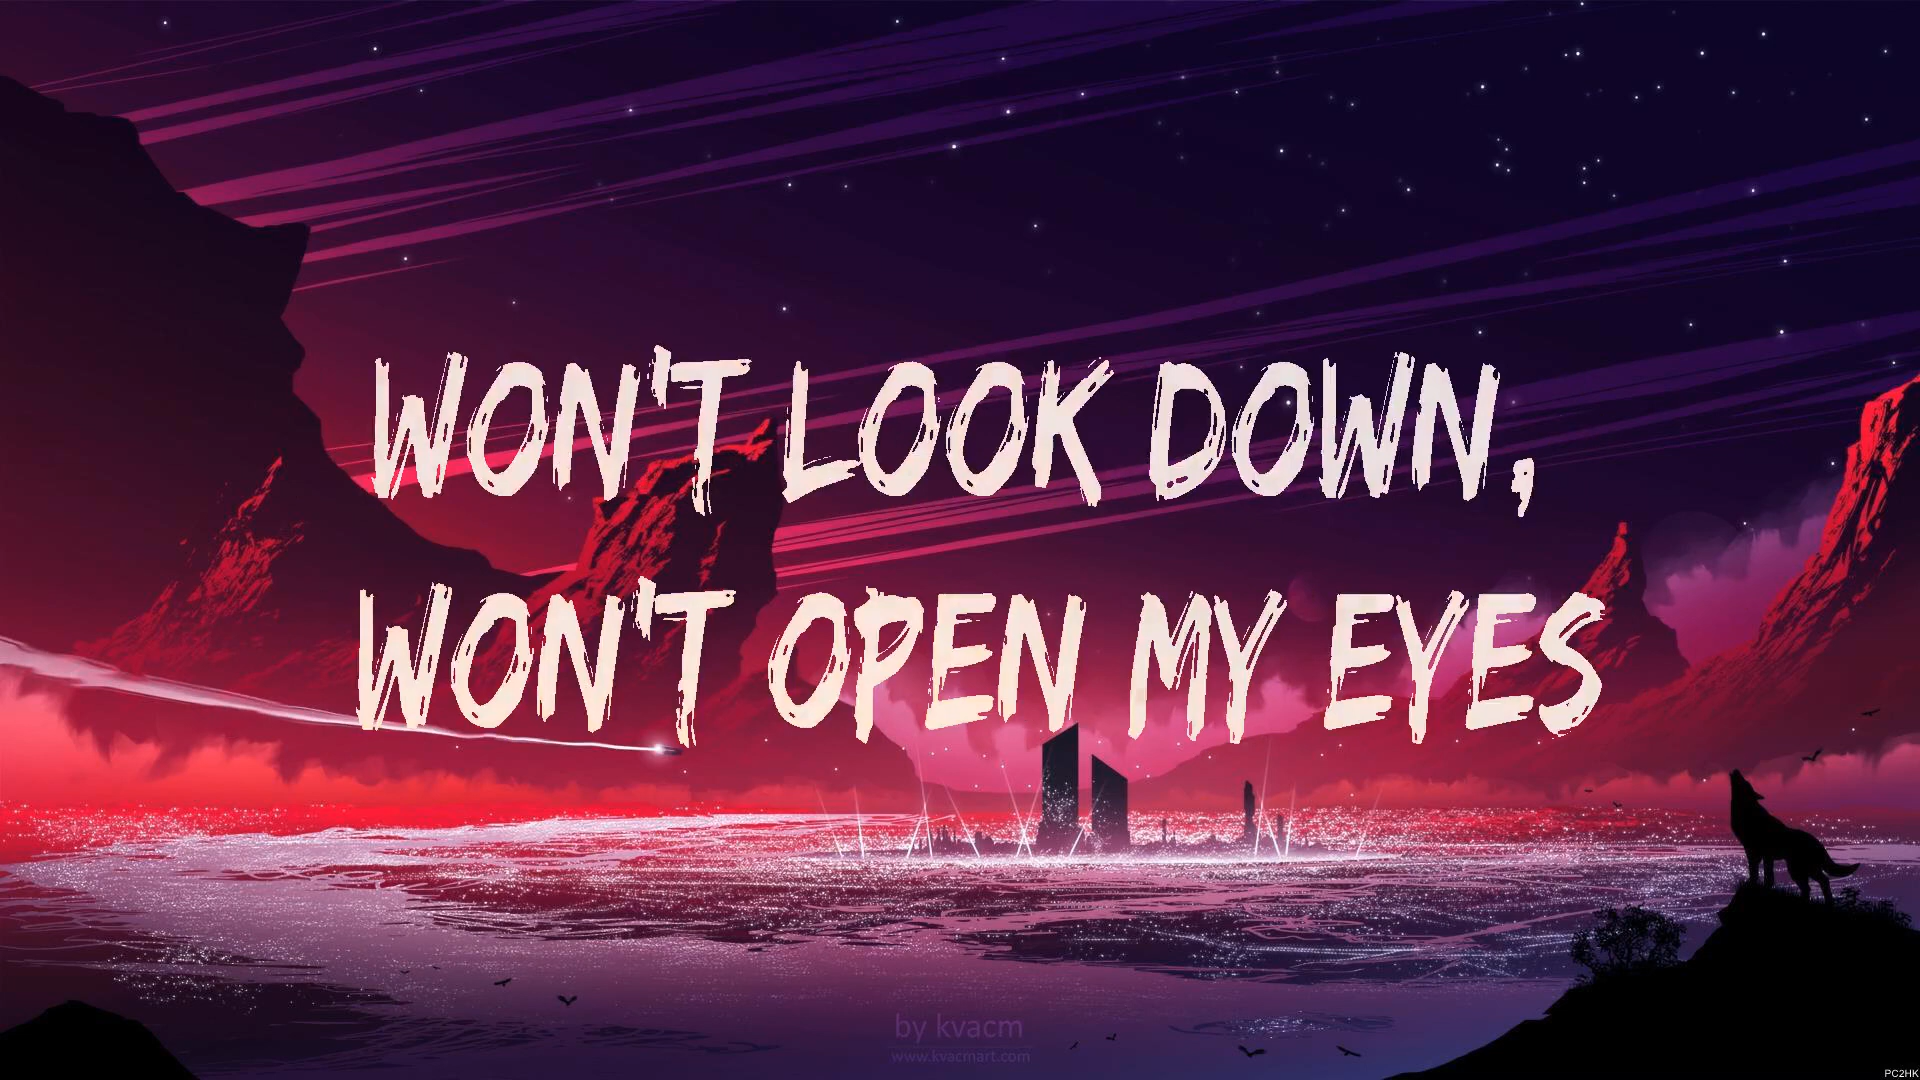 WON'T LOOK DOWN,
WON'T OPEN MY EYES
by kvacm
www.kvacmart.com
PC2HK